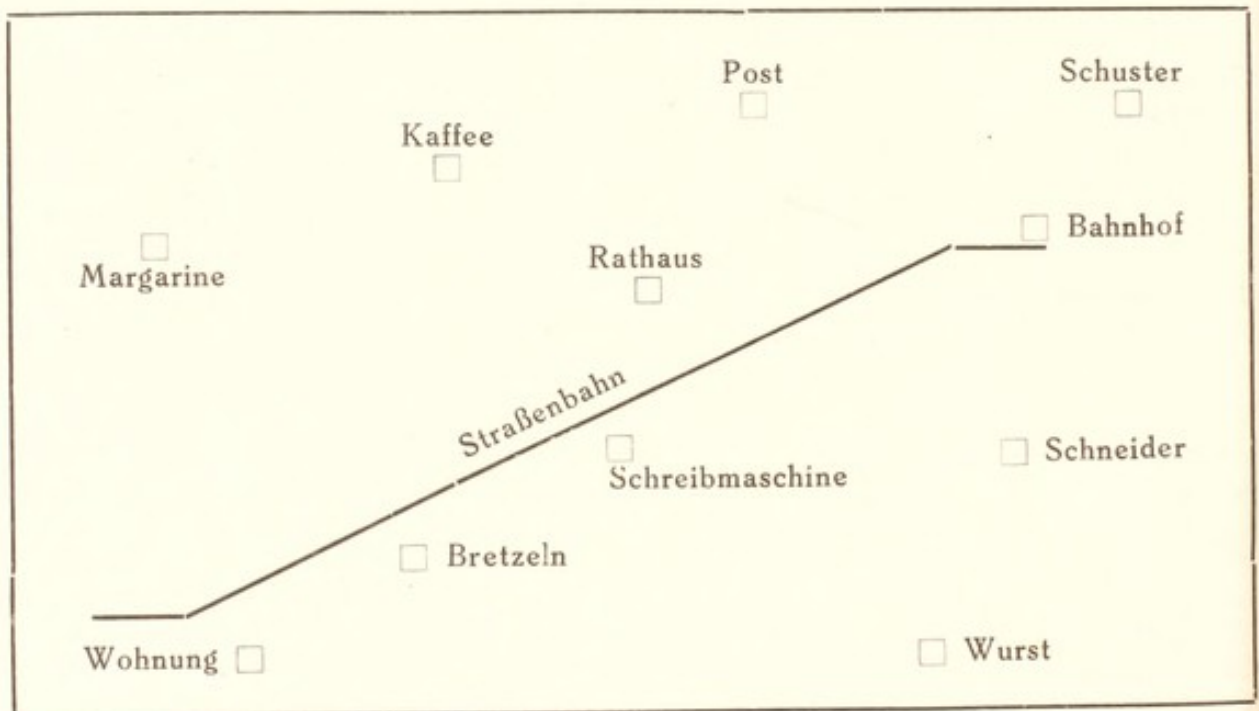 Post
Schuster
Kaffee
Bahnhof
Rathaus
Margarine
Straßenbahn
Schneider
Schreibmaschine
Bretzeln
Wohnung
Wurst